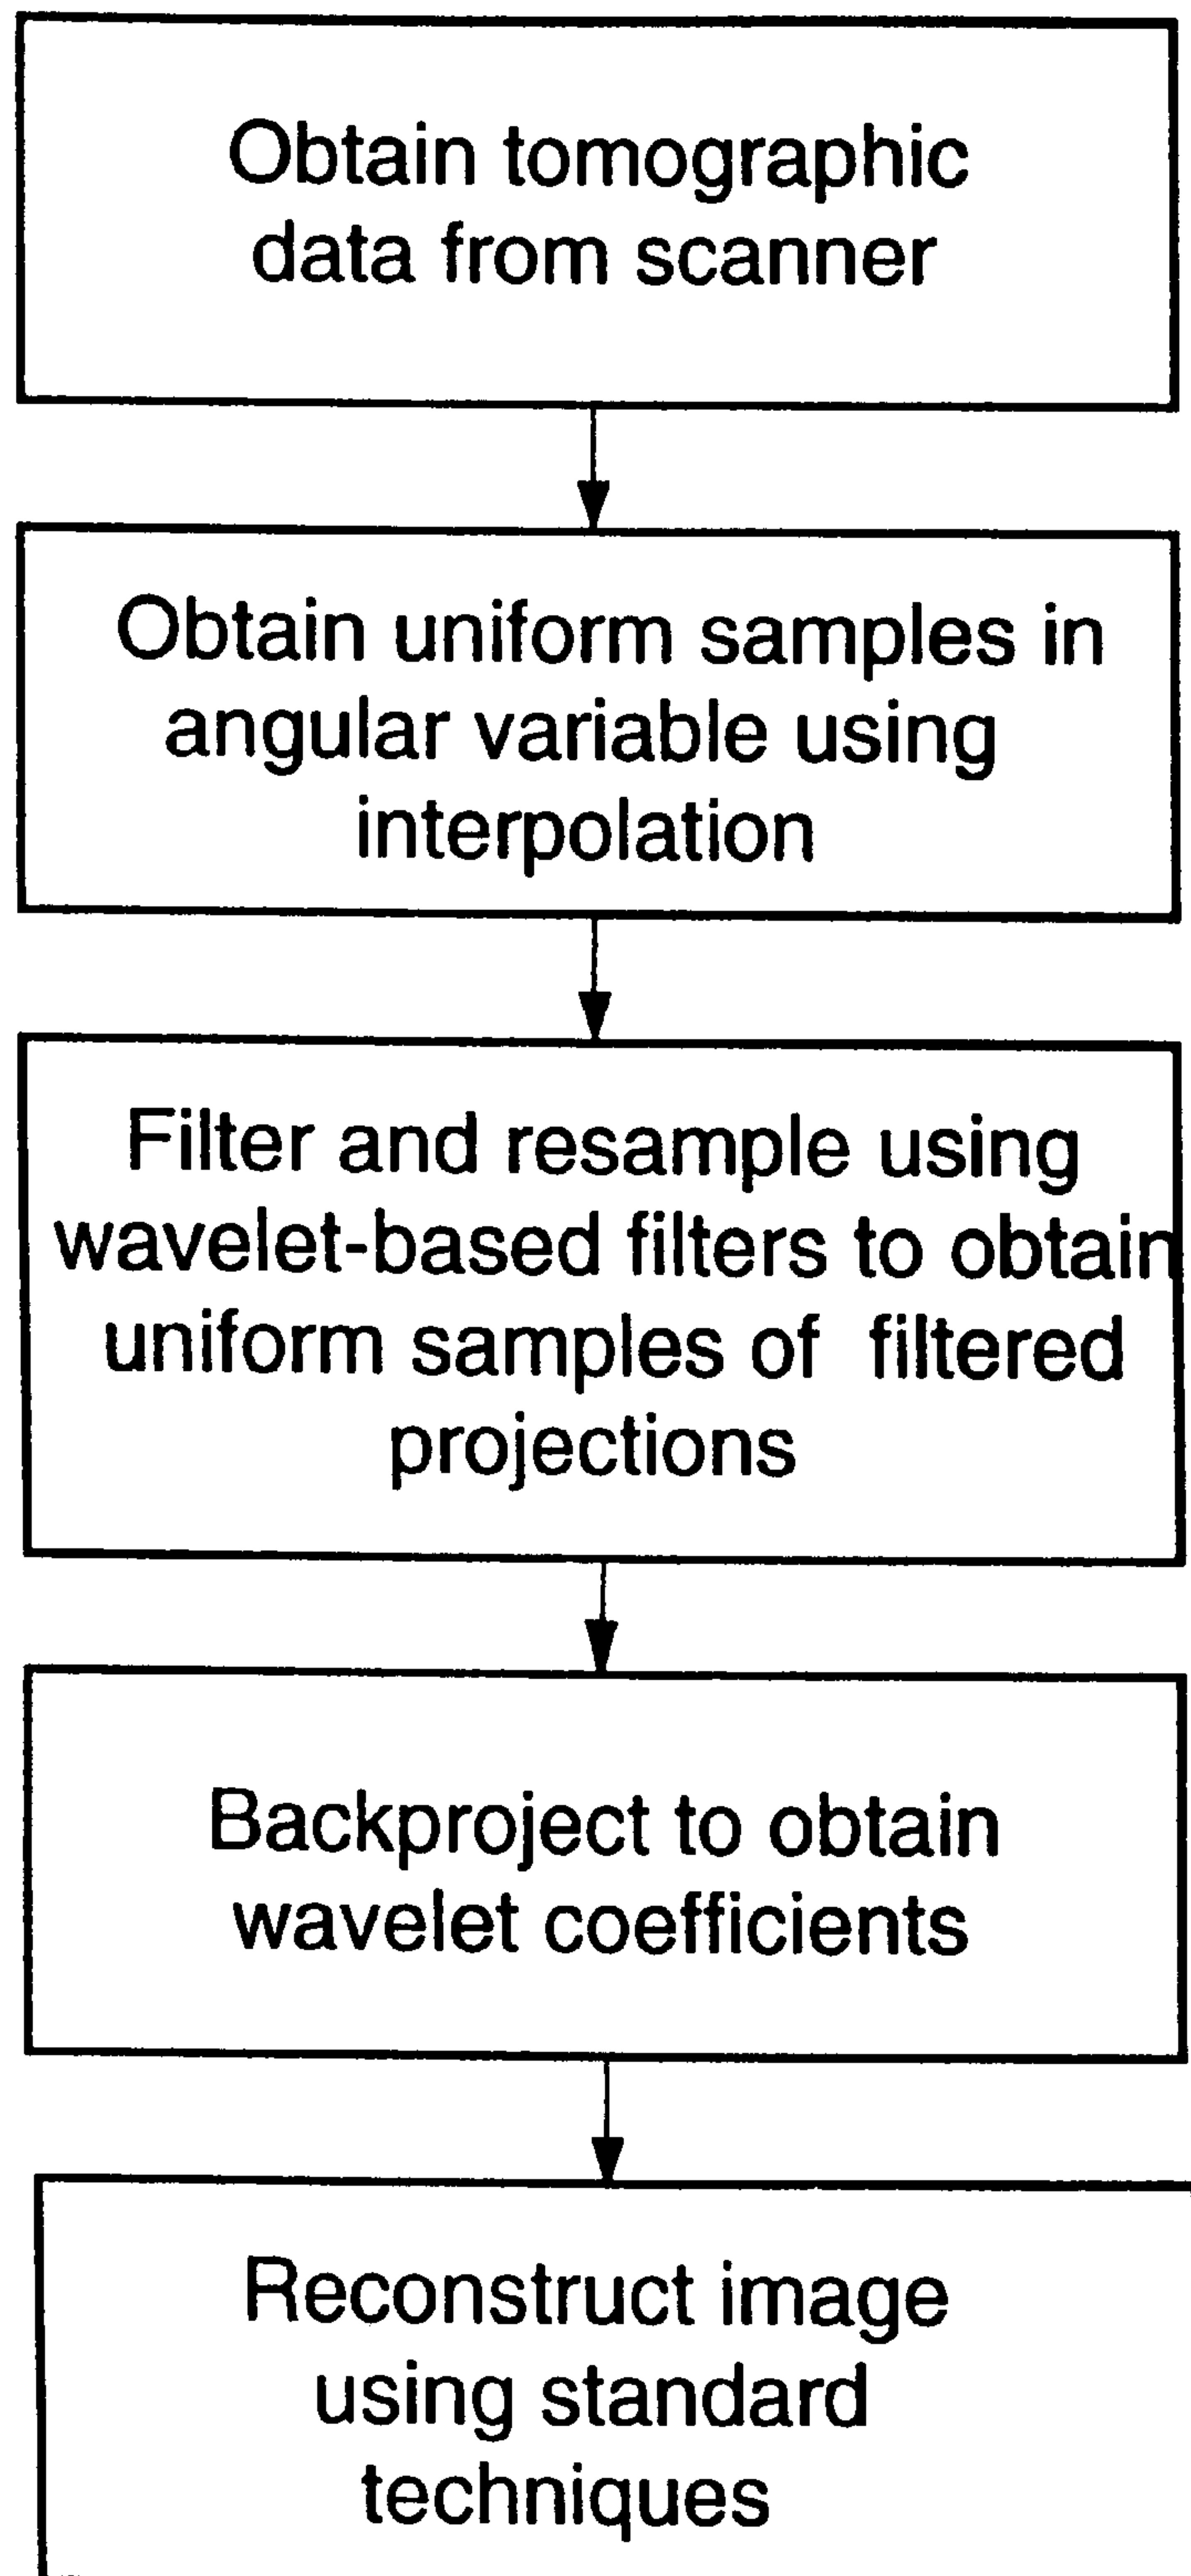 Obtain tomographic
data from scanner
Obtain uniform samples in
angular variable using
interpolation
Filter and resample using
wavelet-based filters to obtain
uniform samples of filtered
projections
Backproject to obtain
wavelet coefficients
Reconstruct image
using standard
techniques